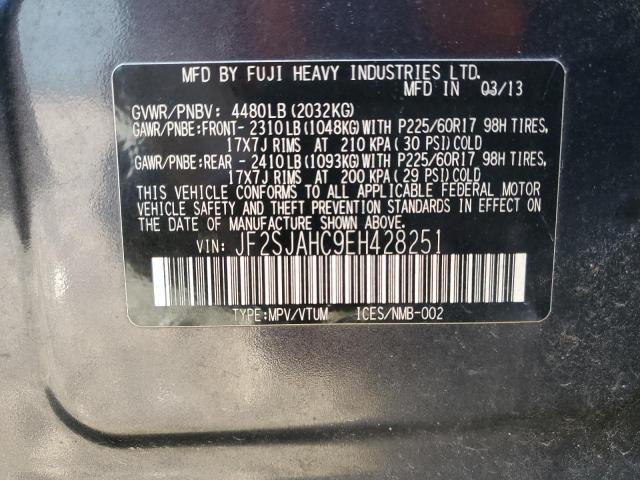 MFD BY FUJI HEAVY INDUSTRIES LTD.
MFD IN 03/13
GVWR/PNBV: 4480LB (2032KG)
GAWR/PNBE:FRONT- 2310LB (1048KG) WITH P225/60R17 98H TIRES,
17X7J RIMS AT 210 KPA ( 30 PSI) COLD
GAWR/PNBE:REAR - 2410LB (1093KG) WITH P225/60R17 98H TIRES,
17X7J RIMS AT 200 KPA ( 29 PSI) COLD
THIS VEHICLE CONFORMS TO ALL APPLICABLE FEDERAL MOTOR
VEHICLE SAFETY AND THEFT PREVENTION STANDARDS IN EFFECT ON
THE DATE OF MANUFACTURE SHOWN ABOVE.
VIN: JF2SJAHC9EH428251
TYPE:MPV/VTUM ICES/NMB-002